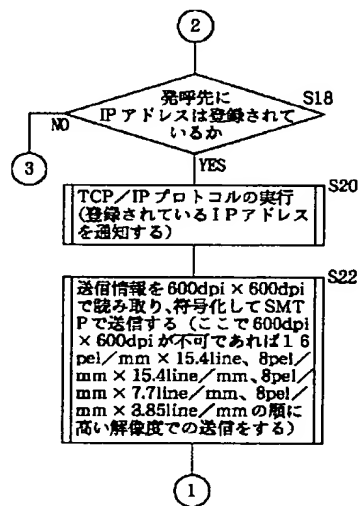 2
発呼先に
IPアドレスは登録されて
いるか
S18
NO
3
YES
S20
TCP/IPプロトコルの実行
(登録されているIPアドレス
を通知する)
S22
送信情報を600dpi×600dpi
で読み取り、符号化してSMT
Pで送信する(ここで600dpi
×600dpiが不可であれば16
pel/mm×15.4line、8pel/
mm×15.4line/mm、8pel/
mm×7.7line/mm、8pel/
mm×3.85line/mmの順に
高い解像度での送信をする)
1